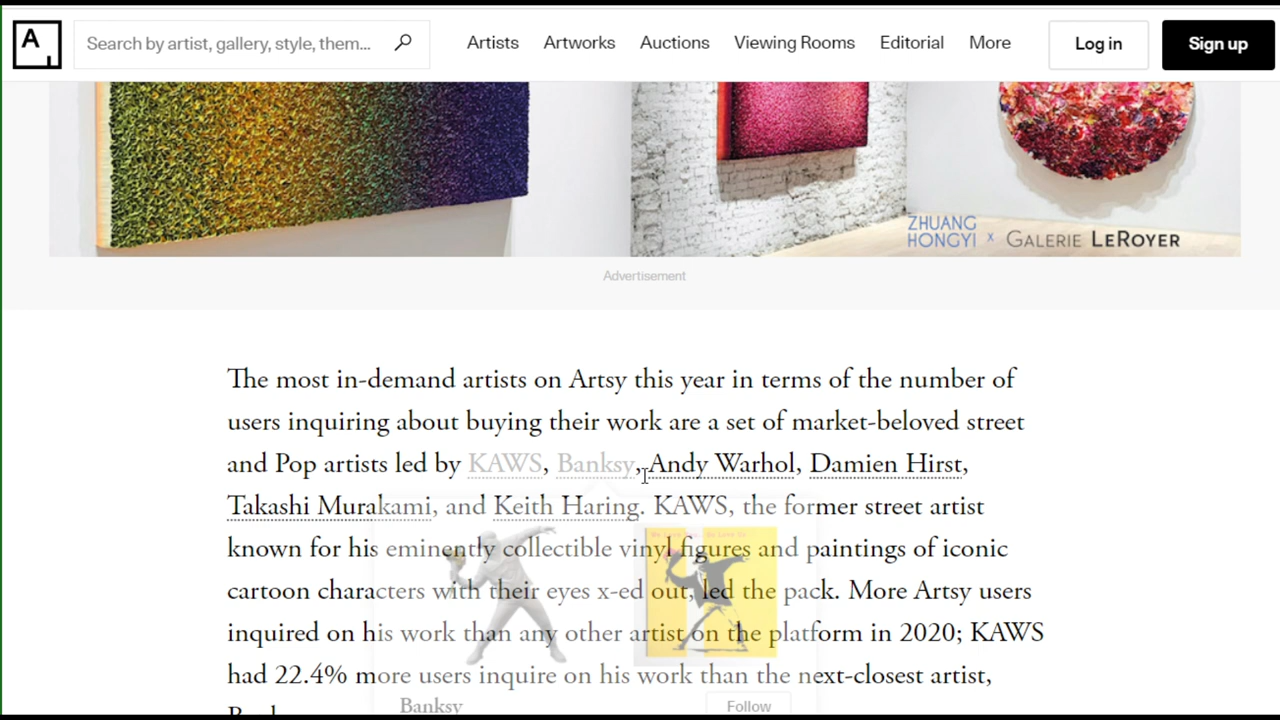 A
Search by artist, gallery, style, them...
Artists
Artworks
Auctions
Viewing Rooms
Editorial
More
Log in
Sign up
ZHUANG
HONGYI x GALERIE LEROYER
Advertisement
The most in-demand artists on Artsy this year in terms of the number of
users inquiring about buying their work are a set of market-beloved street
and Pop artists led by KAWS, Banksy, Andy Warhol, Damien Hirst,
Takashi Murakami, and Keith Haring. KAWS, the former street artist
known for his eminently collectible vinyl figures and paintings of iconic
cartoon characters with their eyes x-ed out, led the pack. More Artsy users
inquired on his work than any other artist on the platform in 2020; KAWS
had 22.4% more users inquire on his work than the next-closest artist,
Banksy
Follow